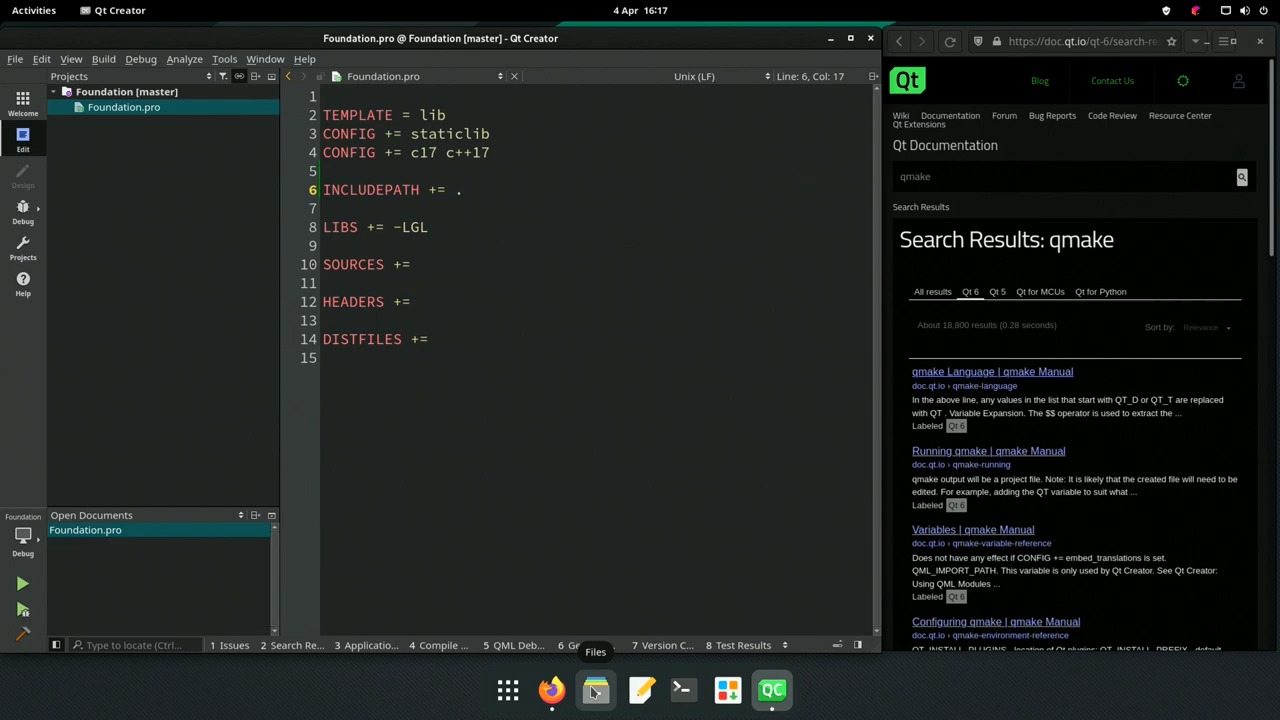 Activities
Qt Creator
4 Apr 16:17
Foundation.pro @ Foundation [master] - Qt Creator
File Edit View Build Debug Analyze Tools Window Help
Projects
Foundation.pro
Unix (LF)
Line: 6, Col: 17
Foundation [master]
Foundation.pro
Welcome
Edit
Design
Debug
Projects
Help
1
2 TEMPLATE = lib
3 CONFIG += staticlib
4 CONFIG += c17 c++17
5
6 INCLUDEPATH += .
7
8 LIBS += -LGL
9
10 SOURCES +=
11
12 HEADERS +=
13
14 DISTFILES +=
15
Open Documents
Foundation.pro
Foundation
Debug
Type to locate (Ctrl...
1 Issues
2 Search Re...
3 Applicatio...
4 Compile ...
5 QML Deb...
6 Ge
7 Version C...
8 Test Results
Files
QC
https://doc.qt.io/qt-6/search-re
Qt
Blog
Contact Us
Wiki Documentation Forum Bug Reports Code Review Resource Center
Qt Extensions
Qt Documentation
qmake
Search Results
Search Results: qmake
All results Qt 6 Qt 5 Qt for MCUs Qt for Python
About 18,800 results (0.28 seconds)
Sort by: Relevance
qmake Language | qmake Manual
doc.qt.io › qmake-language
In the above line, any values in the list that start with QT_D or QT_T are replaced
with QT . Variable Expansion. The $$ operator is used to extract the ...
Labeled Qt 6
Running qmake | qmake Manual
doc.qt.io › qmake-running
qmake output will be a project file. Note: It is likely that the created file will need to be
edited. For example, adding the QT variable to suit what ...
Labeled Qt 6
Variables | qmake Manual
doc.qt.io › qmake-variable-reference
Does not have any effect if CONFIG += embed_translations is set.
QML_IMPORT_PATH. This variable is only used by Qt Creator. See Qt Creator:
Using QML Modules ...
Labeled Qt 6
Configuring qmake | qmake Manual
doc.qt.io › qmake-environment-reference
QT_INSTALL_PLUGINS - location of Qt plugins; QT_INSTALL_PREFIX - default